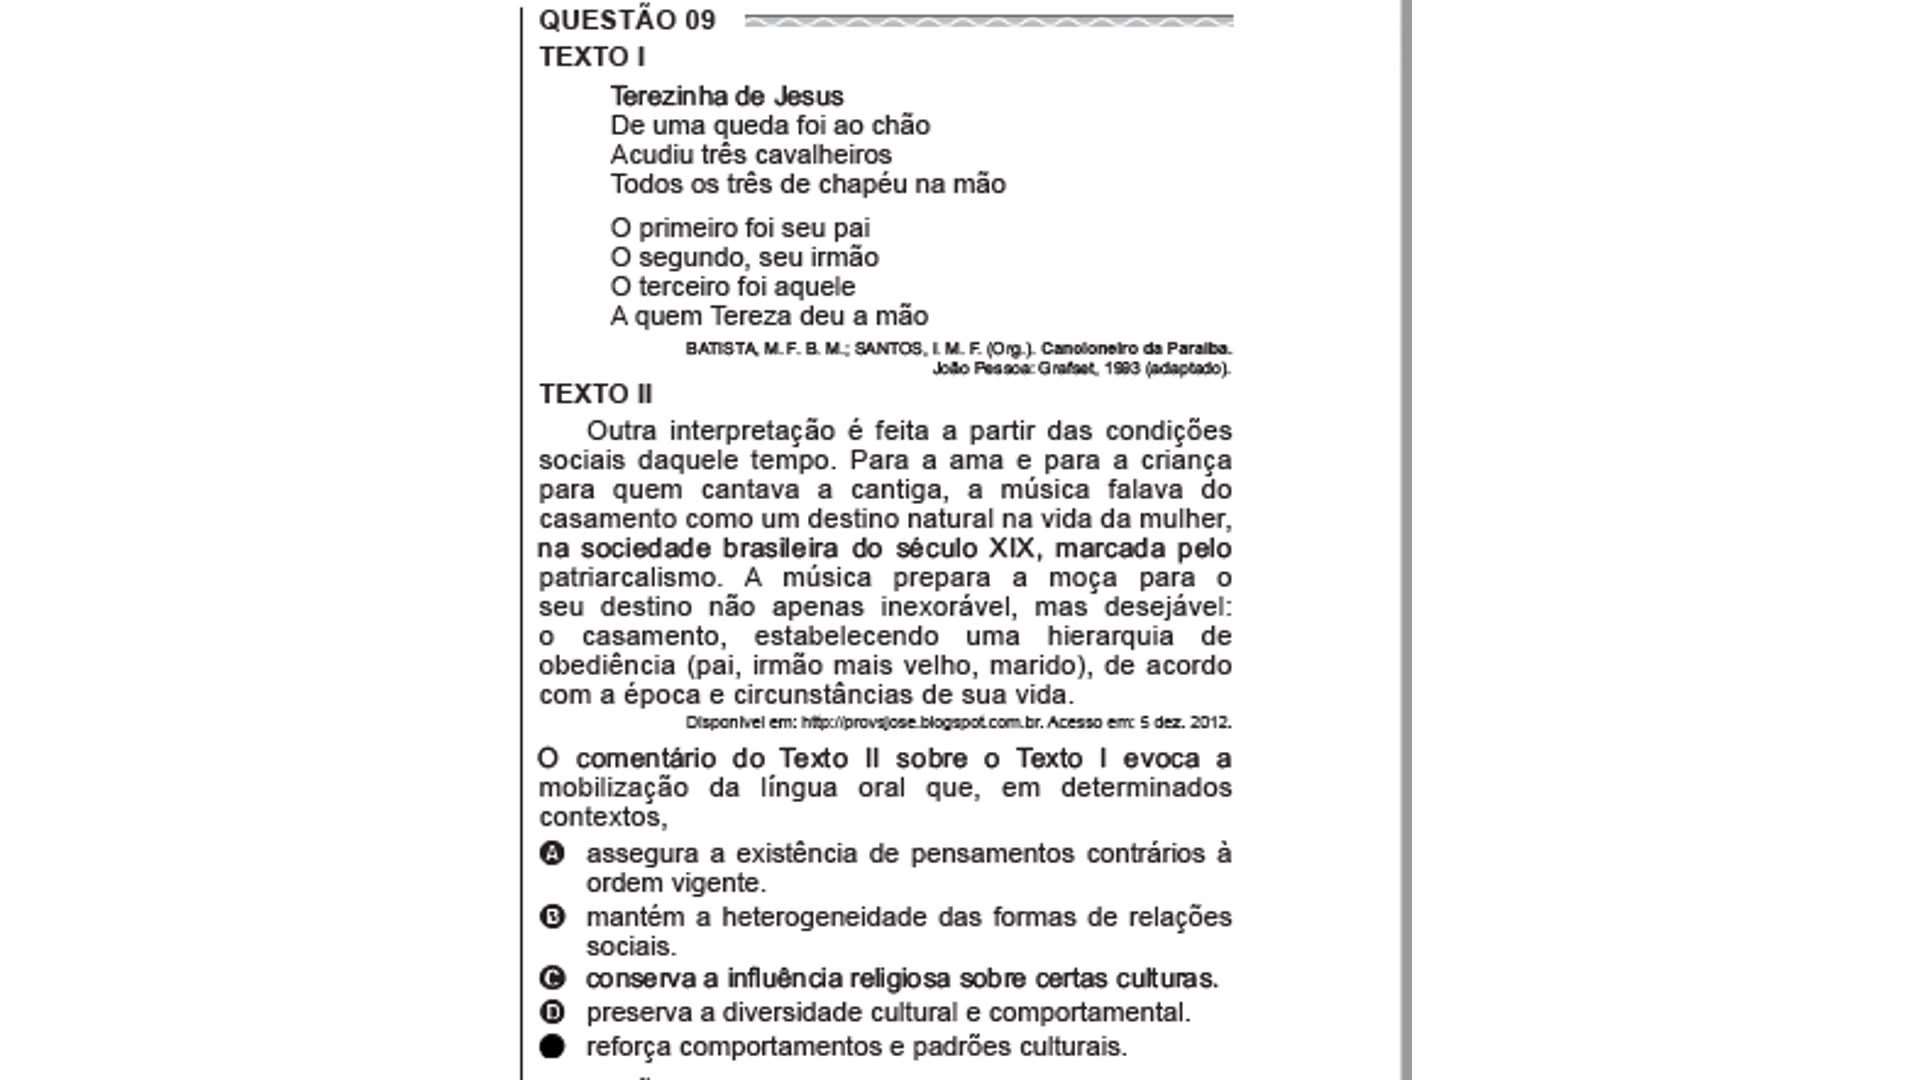 QUESTÃO 09
TEXTO I
Terezinha de Jesus
De uma queda foi ao chão
Acudiu três cavalheiros
Todos os três de chapéu na mão
O primeiro foi seu pai
O segundo, seu irmão
O terceiro foi aquele
A quem Tereza deu a mão
BATISTA, M. F. B. M.; SANTOS, I. M. F. (Org.). Cancioneiro da Paraíba.
João Pessoa: Grafset, 1993 (adaptado).
TEXTO II
Outra interpretação é feita a partir das condições
sociais daquele tempo. Para a ama e para a criança
para quem cantava a cantiga, a música falava do
casamento como um destino natural na vida da mulher,
na sociedade brasileira do século XIX, marcada pelo
patriarcalismo. A música prepara a moça para o
seu destino não apenas inexorável, mas desejável:
o casamento, estabelecendo uma hierarquia de
obediência (pai, irmão mais velho, marido), de acordo
com a época e circunstâncias de sua vida.
Disponível em: http://provsjose.blogspot.com.br. Acesso em: 5 dez. 2012.
O comentário do Texto II sobre o Texto I evoca a
mobilização da língua oral que, em determinados
contextos,
A assegura a existência de pensamentos contrários à
ordem vigente.
B mantém a heterogeneidade das formas de relações
sociais.
C conserva a influência religiosa sobre certas culturas.
D preserva a diversidade cultural e comportamental.
reforça comportamentos e padrões culturais.